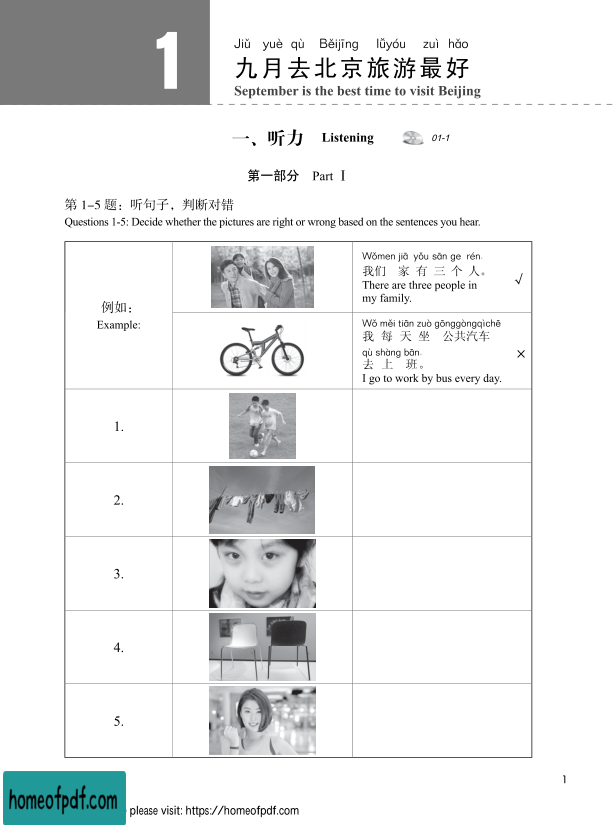 1
Jiǔ yuè qù Běijīng lǚyóu zuì hǎo
九月去北京旅游最好
September is the best time to visit Beijing
一、听力 Listening 01-1
第一部分 Part Ⅰ
第 1–5 题：听句子，判断对错
Questions 1-5: Decide whether the pictures are right or wrong based on the sentences you hear.
例如：
Example:
Wǒmen jiā yǒu sān ge rén.
我们 家 有 三 个 人。
There are three people in
my family.
√
Wǒ měi tiān zuò gōnggòngqìchē
我 每 天 坐 公共汽车
qù shàng bān.
去 上 班。
I go to work by bus every day.
×
1.
2.
3.
4.
5.
1
homeofpdf.com
please visit: https://homeofpdf.com